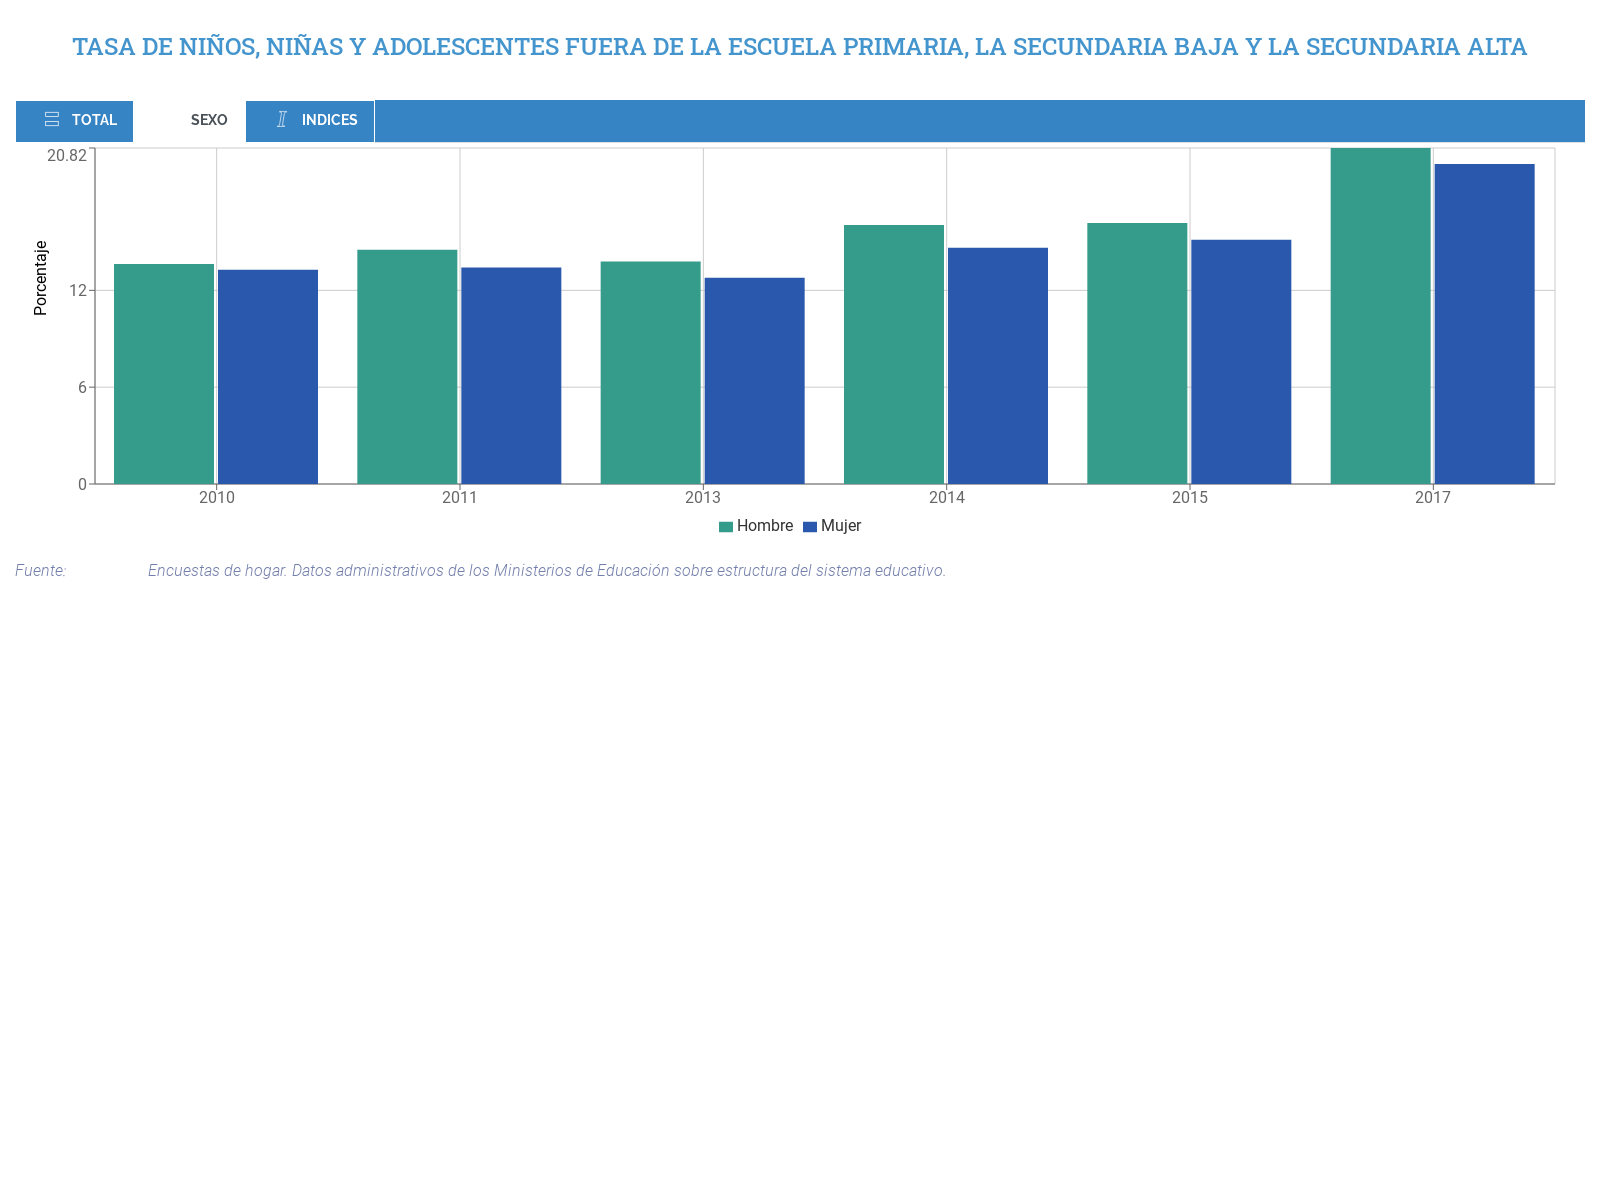 TASA DE NIÑOS, NIÑAS Y ADOLESCENTES FUERA DE LA ESCUELA PRIMARIA, LA SECUNDARIA BAJA Y LA SECUNDARIA ALTA
TOTAL SEXO INDICES
20.82
12
6
0
Porcentaje
2010 2011 2013 2014 2015 2017
Hombre Mujer
Fuente: Encuestas de hogar. Datos administrativos de los Ministerios de Educación sobre estructura del sistema educativo.